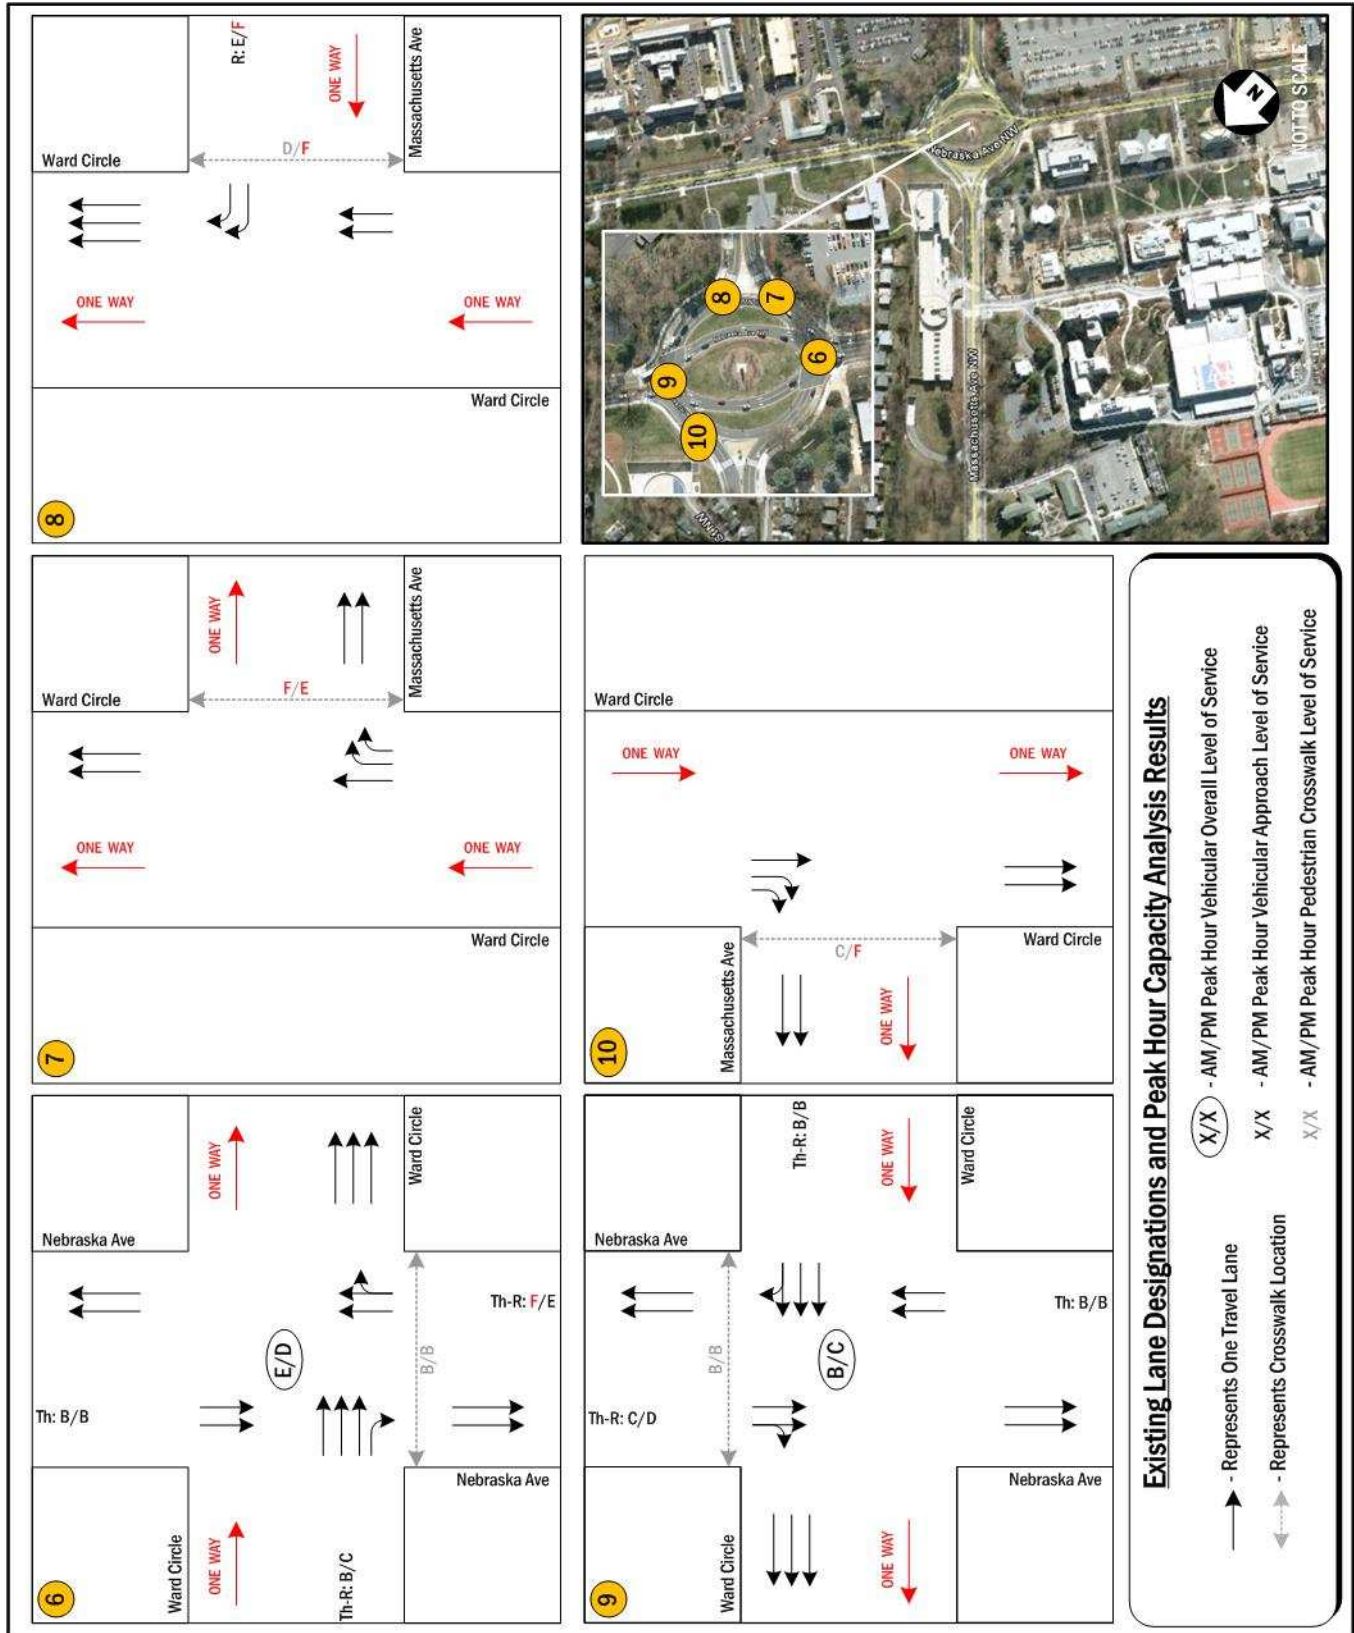 8
Ward Circle
R: E/F
ONE WAY
D/F
Massachusetts Ave
ONE WAY
ONE WAY
Ward Circle
7
Ward Circle
ONE WAY
F/E
Massachusetts Ave
ONE WAY
ONE WAY
Ward Circle
6
Nebraska Ave
ONE WAY
Ward Circle
Th-R: F/E
E/D
B/B
Th: B/B
Nebraska Ave
Ward Circle
ONE WAY
Th-R: B/C
N
NOT TO SCALE
Nebraska Ave NW
Massachusetts Ave NW
8
7
9
6
10
10
Ward Circle
ONE WAY
ONE WAY
Massachusetts Ave
C/F
Ward Circle
ONE WAY
9
Nebraska Ave
Th-R: B/B
ONE WAY
Ward Circle
Th: B/B
B/B
B/C
Th-R: C/D
Nebraska Ave
Ward Circle
ONE WAY
Existing Lane Designations and Peak Hour Capacity Analysis Results
- Represents One Travel Lane
X/X - AM/PM Peak Hour Vehicular Overall Level of Service
X/X - AM/PM Peak Hour Vehicular Approach Level of Service
- Represents Crosswalk Location
X/X - AM/PM Peak Hour Pedestrian Crosswalk Level of Service